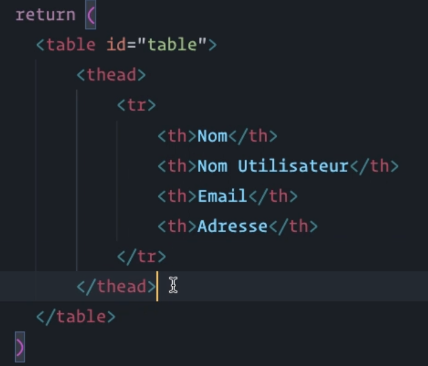 return (
<table id="table">
<thead>
<tr>
<th>Nom</th>
<th>Nom Utilisateur</th>
<th>Email</th>
<th>Adresse</th>
</tr>
</thead>
</table>
)